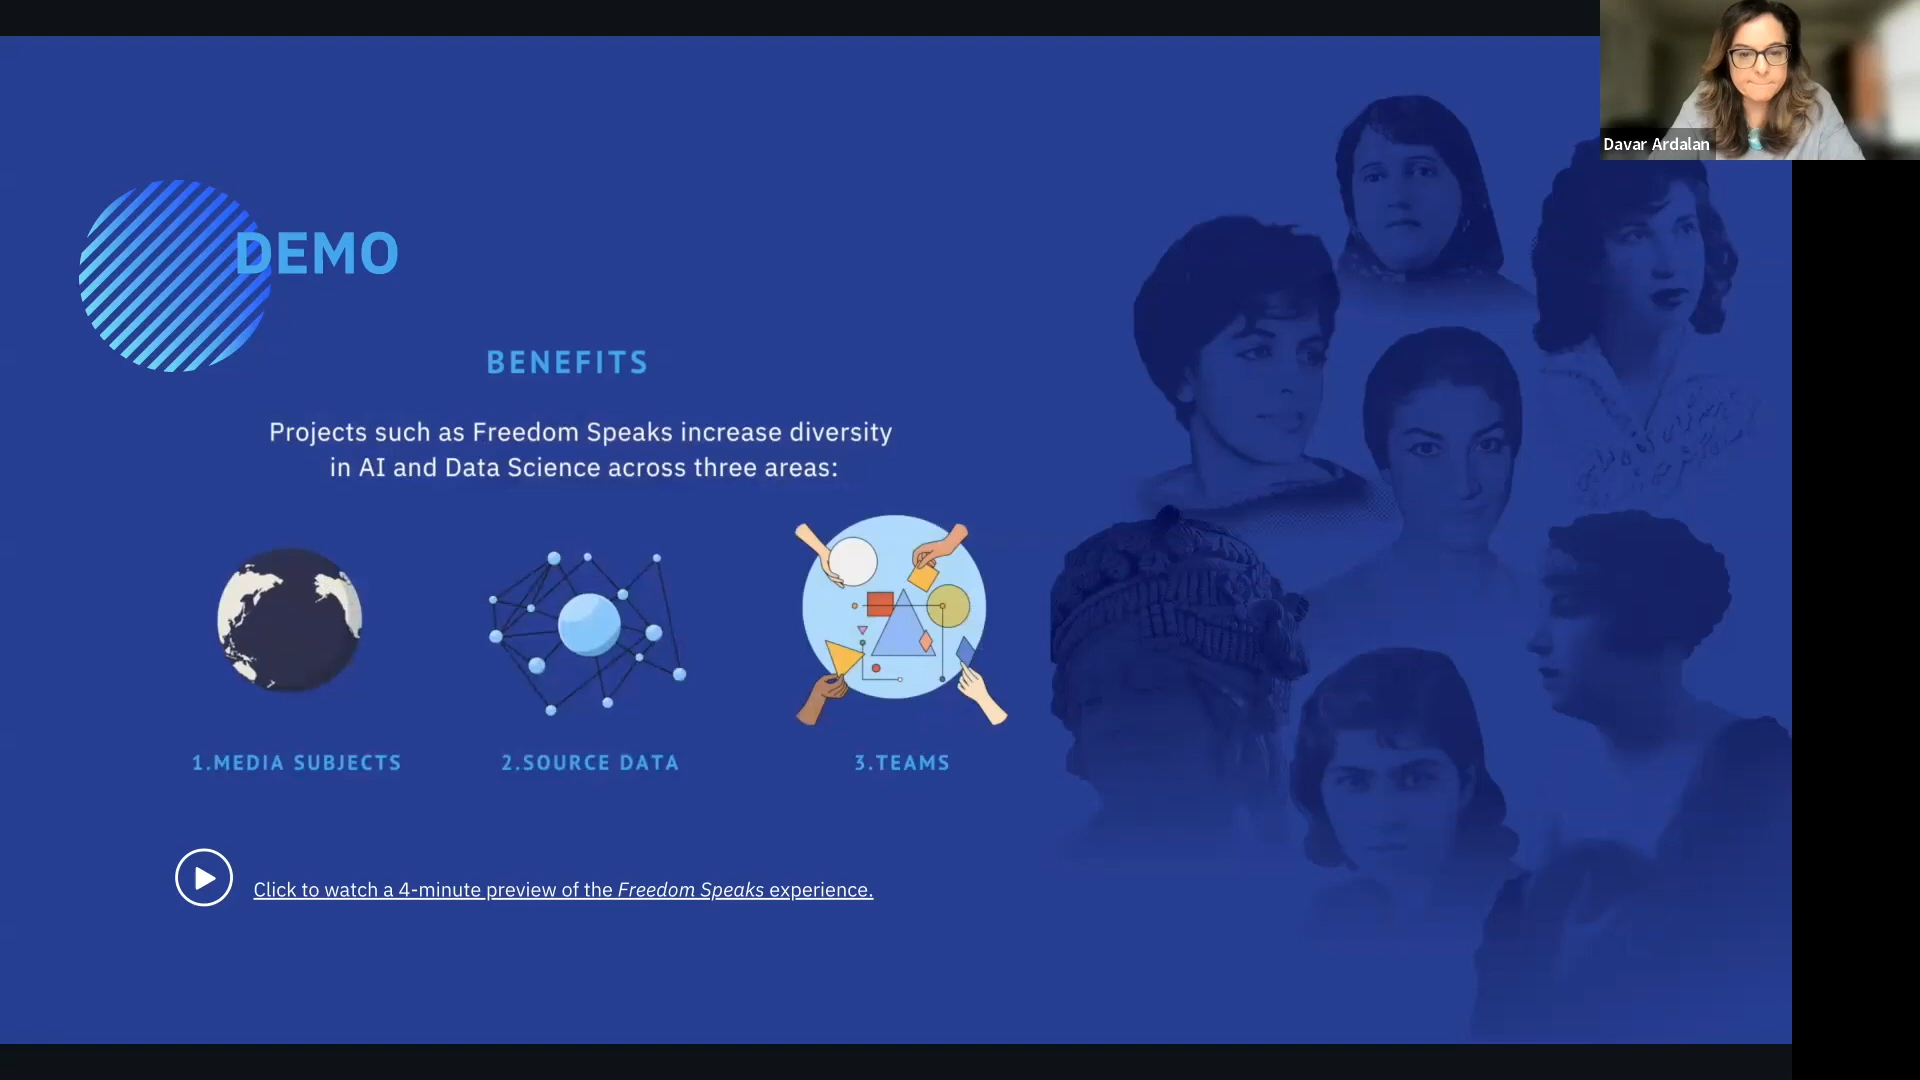 Davar Ardalan
DEMO
BENEFITS
Projects such as Freedom Speaks increase diversity
in AI and Data Science across three areas:
1.MEDIA SUBJECTS
2.SOURCE DATA
3.TEAMS
Click to watch a 4-minute preview of the Freedom Speaks experience.